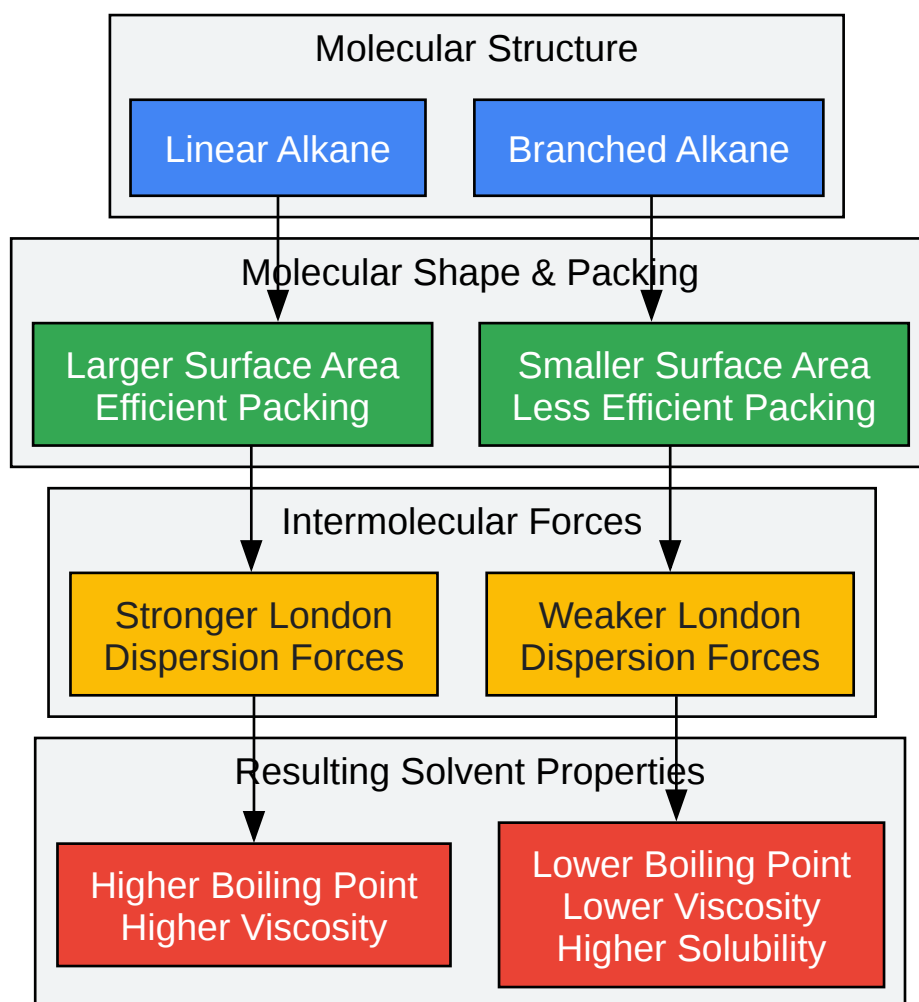 Molecular Structure
Linear Alkane
Branched Alkane
Molecular Shape & Packing
Larger Surface Area
Efficient Packing
Smaller Surface Area
Less Efficient Packing
Intermolecular Forces
Stronger London
Dispersion Forces
Weaker London
Dispersion Forces
Resulting Solvent Properties
Higher Boiling Point
Higher Viscosity
Lower Boiling Point
Lower Viscosity
Higher Solubility